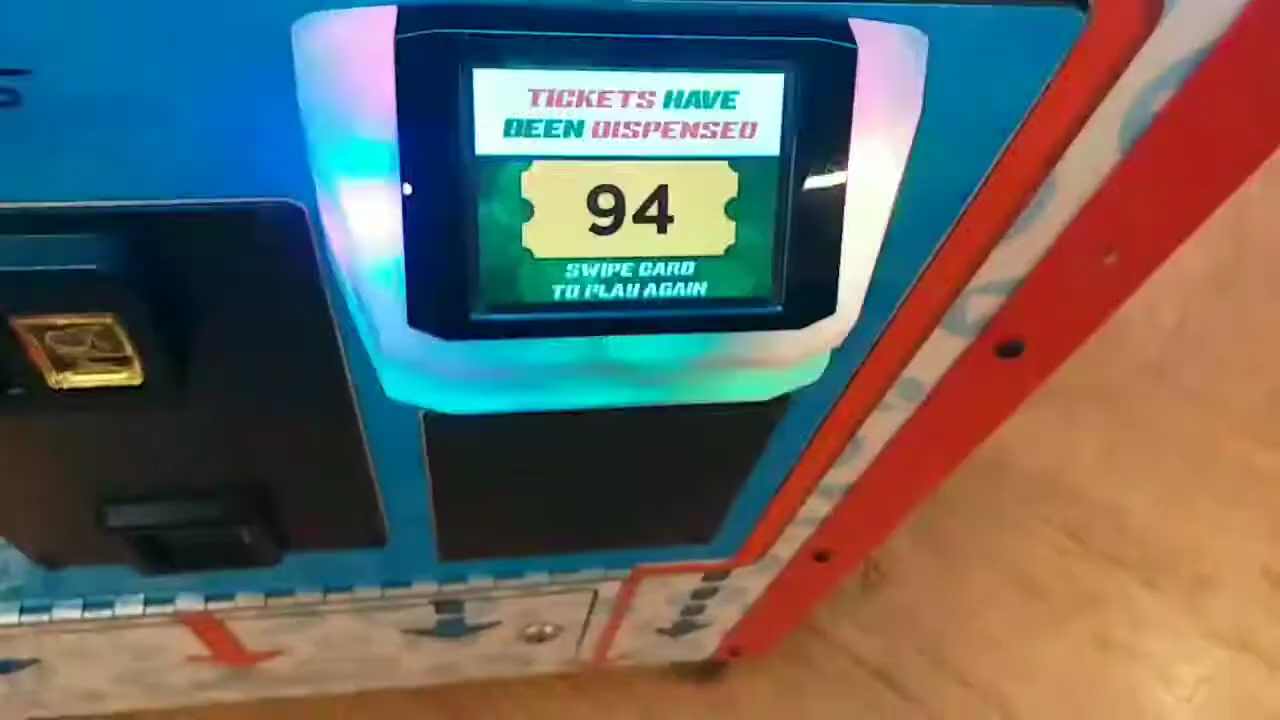 TICKETS HAVE
BEEN DISPENSED
94
SWIPE CARD
TO PLAY AGAIN